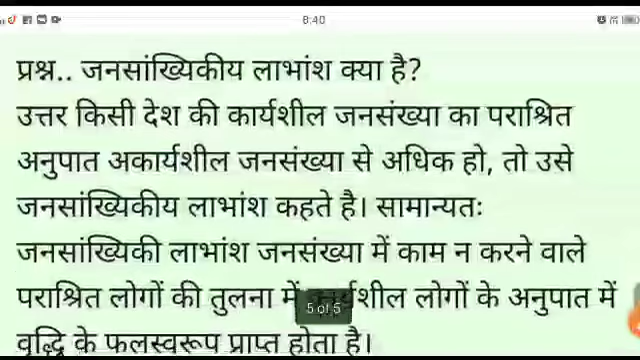 8:40
प्रश्न.. जनसांख्यिकीय लाभांश क्या है?
उत्तर किसी देश की कार्यशील जनसंख्या का पराश्रित
अनुपात अकार्यशील जनसंख्या से अधिक हो, तो उसे
जनसांख्यिकीय लाभांश कहते है। सामान्यतः
जनसांख्यिकी लाभांश जनसंख्या में काम न करने वाले
पराश्रित लोगों की तुलना में कार्यशील लोगों के अनुपात में
5 of 5
वृद्धि के फलस्वरूप प्राप्त होता है।